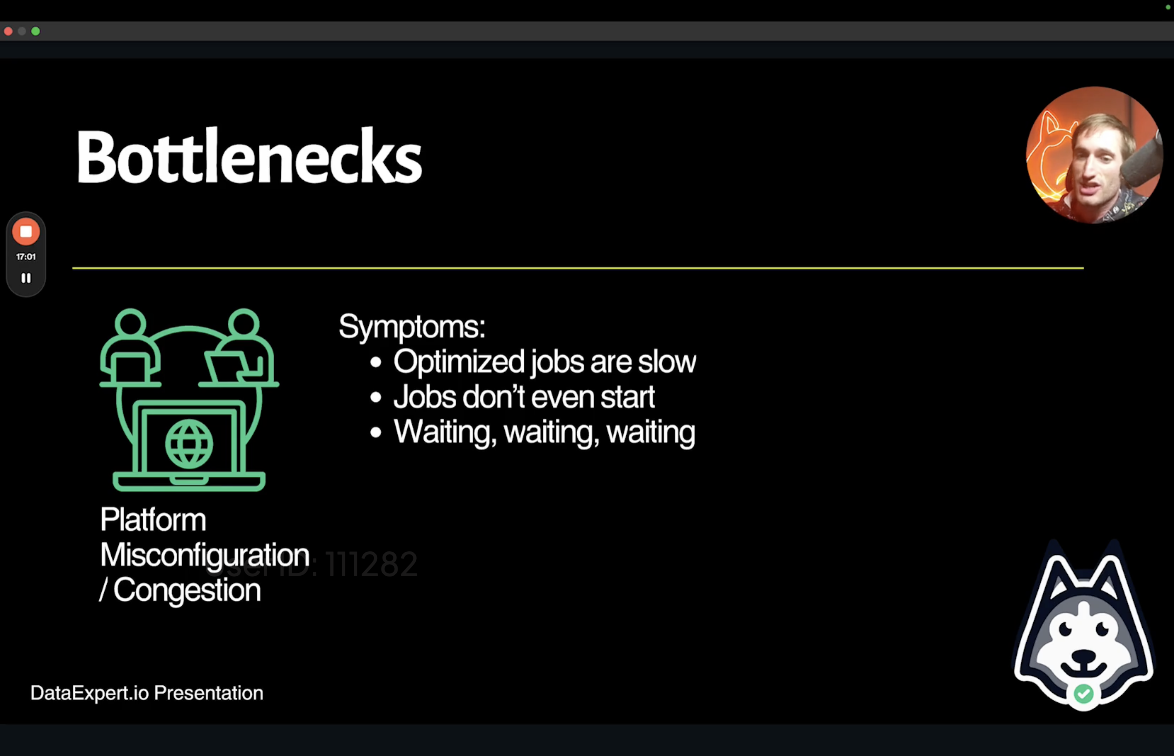 Bottlenecks
17:01
Symptoms:
• Optimized jobs are slow
• Jobs don’t even start
• Waiting, waiting, waiting
Platform
Misconfiguration
/ Congestion
ID: 111282
DataExpert.io Presentation